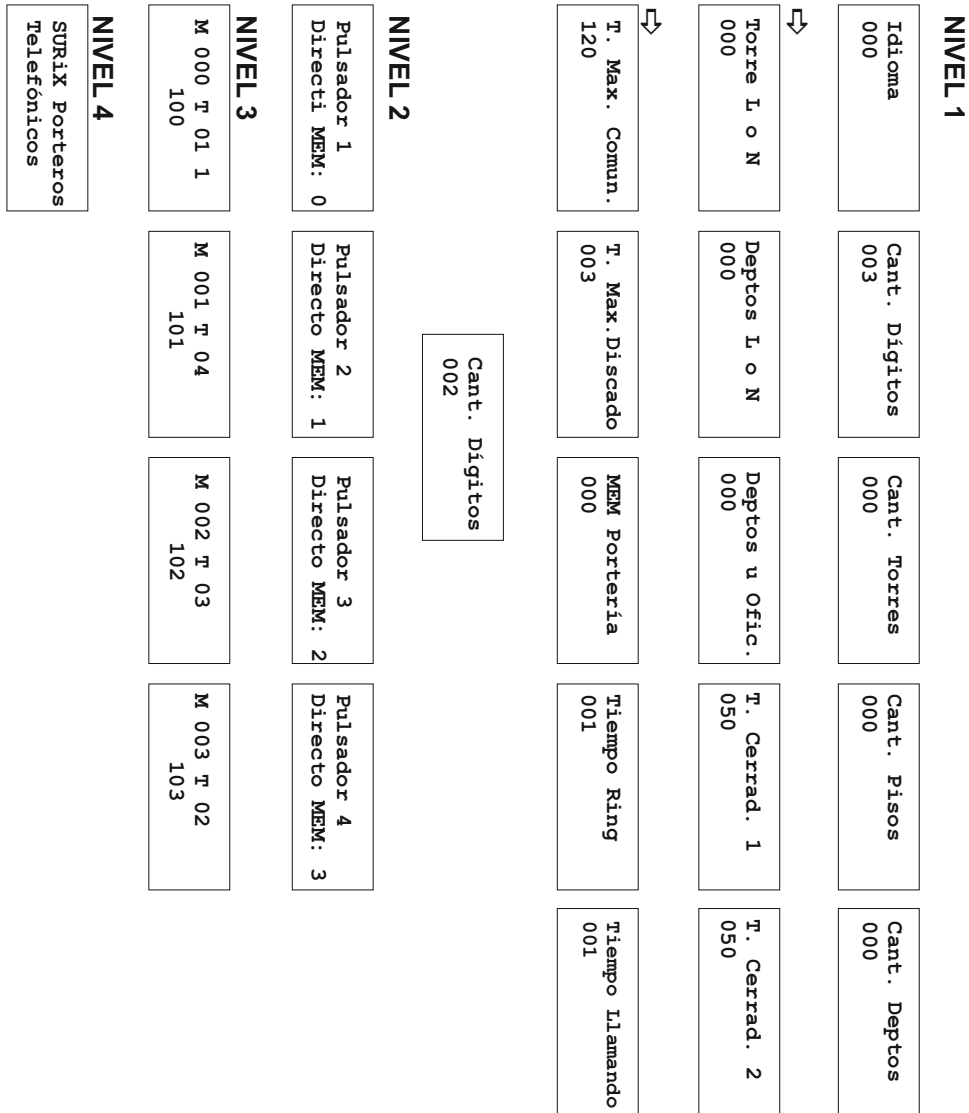 NIVEL 1
Idioma
000
Cant. Dígitos
003
Cant. Torres
000
Cant. Pisos
000
Cant. Deptos
000
Torre L o N
000
Deptos L o N
000
Deptos u Ofic.
000
T. Cerrad. 1
050
T. Cerrad. 2
050
T. Max. Comun.
120
T. Max.Discado
003
MEM Portería
000
Tiempo Ring
001
Tiempo Llamando
001
Cant. Dígitos
002
NIVEL 2
Pulsador 1
Directi MEM: 0
Pulsador 2
Directo MEM: 1
Pulsador 3
Directo MEM: 2
Pulsador 4
Directo MEM: 3
NIVEL 3
M 000 T 01 1
100
M 001 T 04
101
M 002 T 03
102
M 003 T 02
103
NIVEL 4
SURiX Porteros
Telefónicos